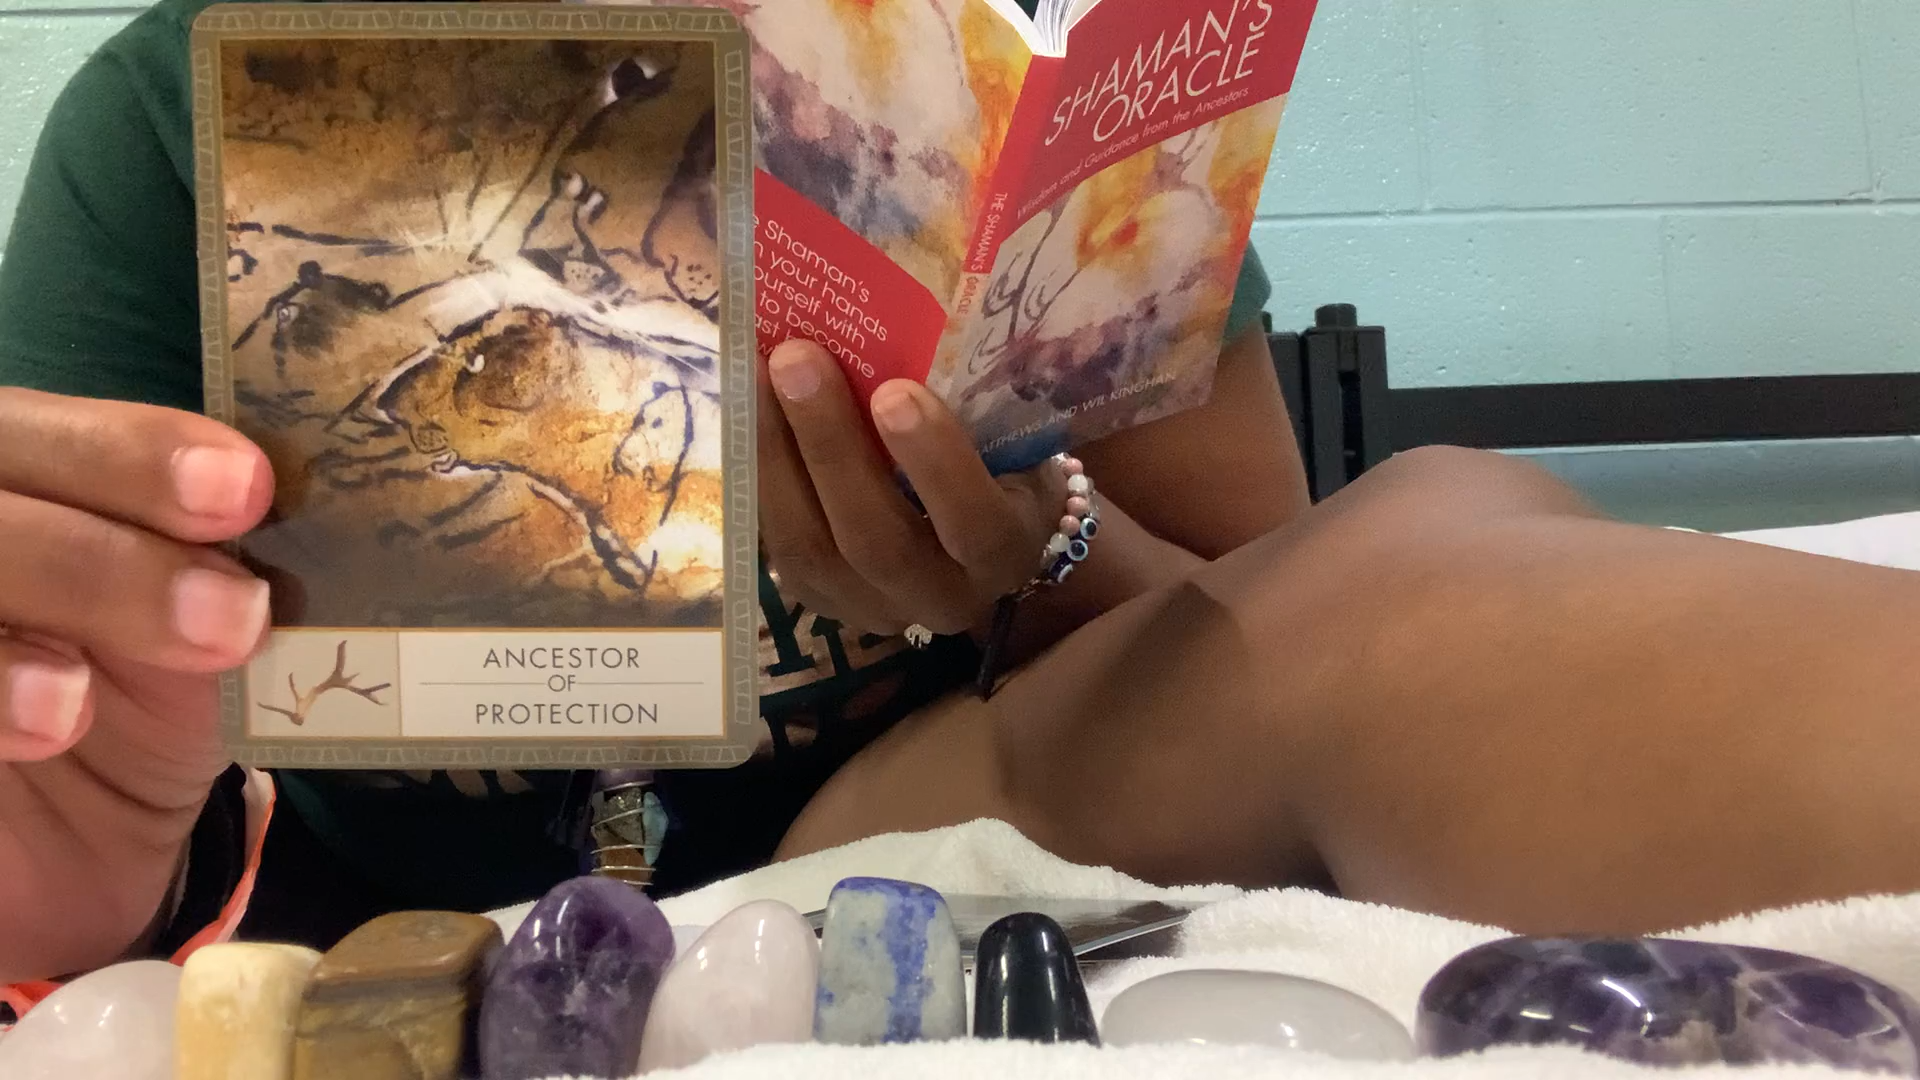 ANCESTOR
OF
PROTECTION
SHAMAN'S
ORACLE
Wisdom and Guidance from the Ancestors
AND WIL KINGHAN
THE SHAMAN'S ORACLE
Shaman's
your hands
yourself with
to become